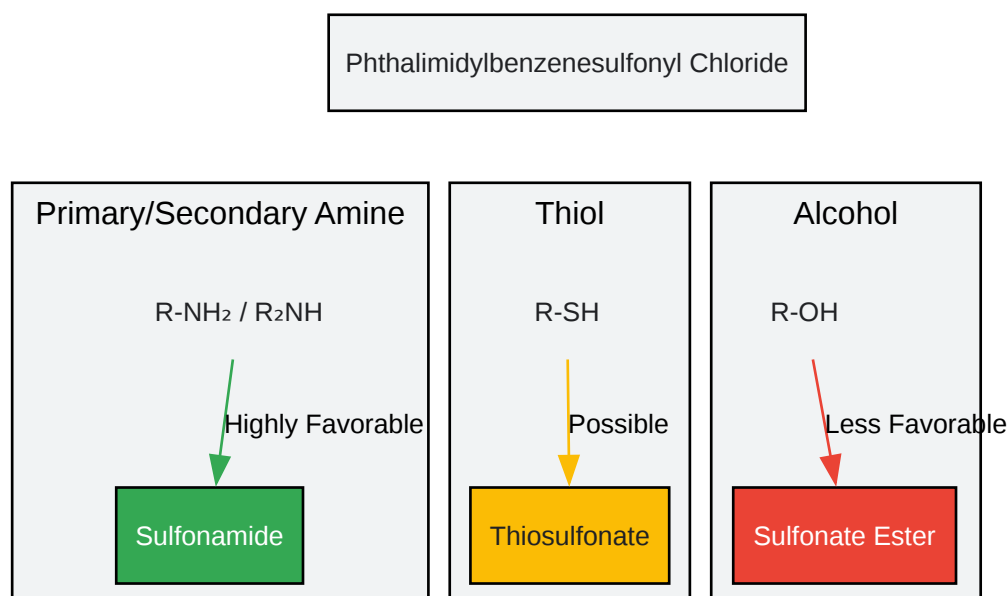 Phthalimidylbenzenesulfonyl Chloride
Primary/Secondary Amine
Thiol
Alcohol
R-NH₂ / R₂NH
R-SH
R-OH
Highly Favorable
Possible
Less Favorable
Sulfonamide
Thiosulfonate
Sulfonate Ester